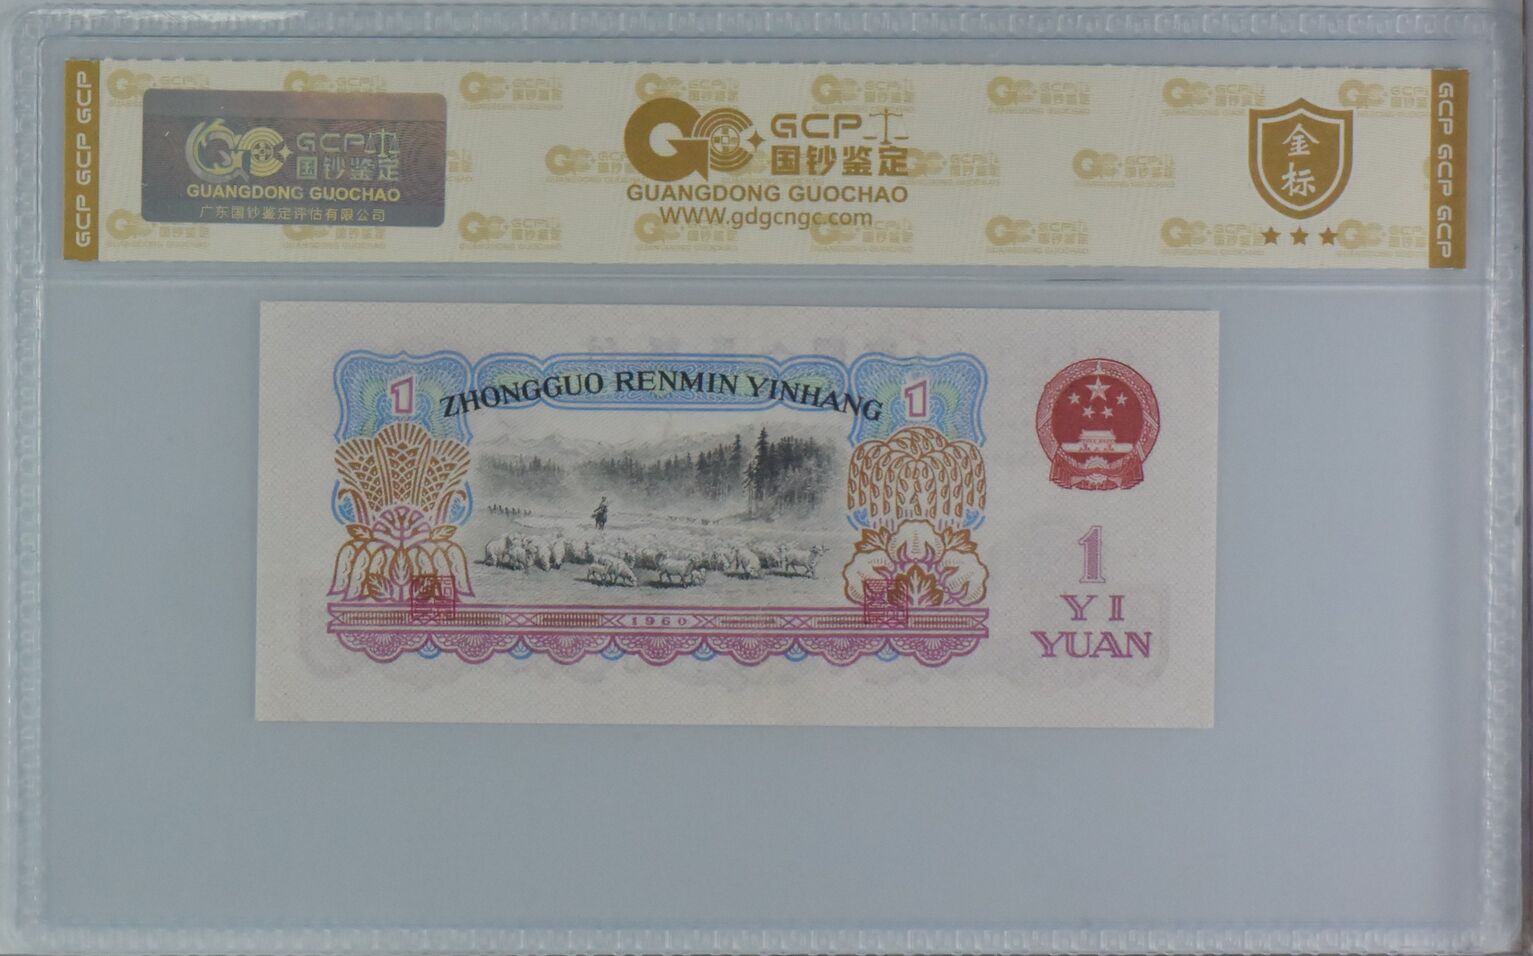 GCP GCP GCP
GCP
国钞鉴定
GUANGDONG GUOCHAO
广东国钞鉴定评估有限公司
GCP
国钞鉴定
GUANGDONG GUOCHAO
WWW.gdgcngc.com
金标
GCP GCP GCP
1
ZHONGGUO RENMIN YINHANG
1
1960
1
YI
YUAN